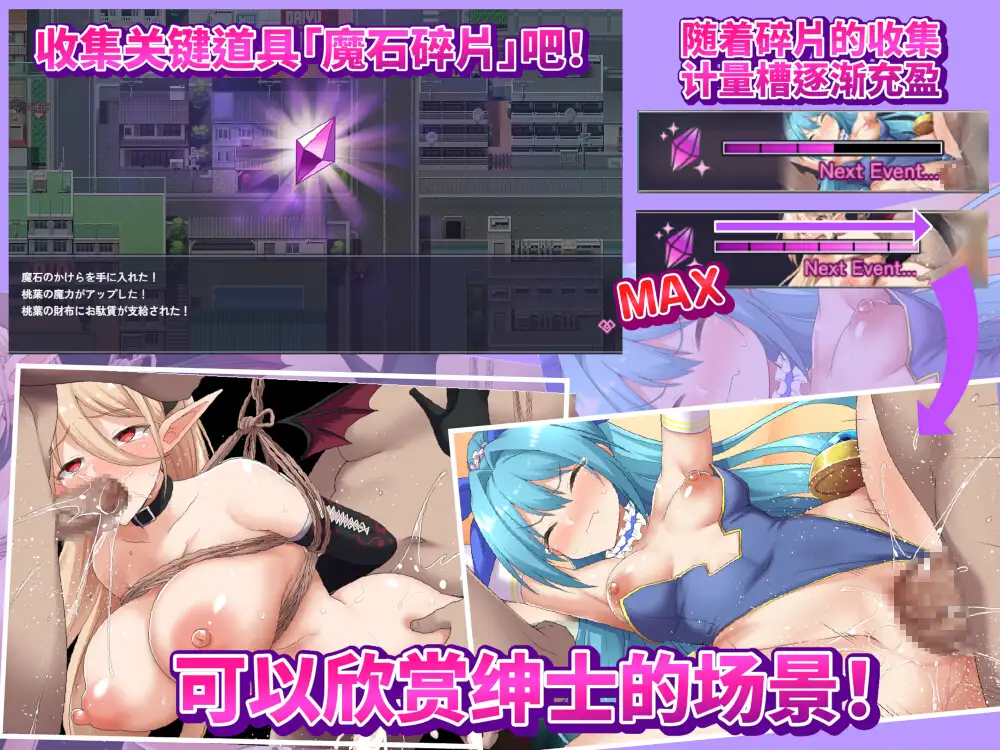 收集关键道具「魔石碎片」吧！
随着碎片的收集
计量槽逐渐充盈
Next Event...
Next Event...
MAX
魔石のかけらを手に入れた！
桃葉の魔力がアップした！
桃葉の財布にお駄賃が支給された！
可以欣赏绅士的场景！